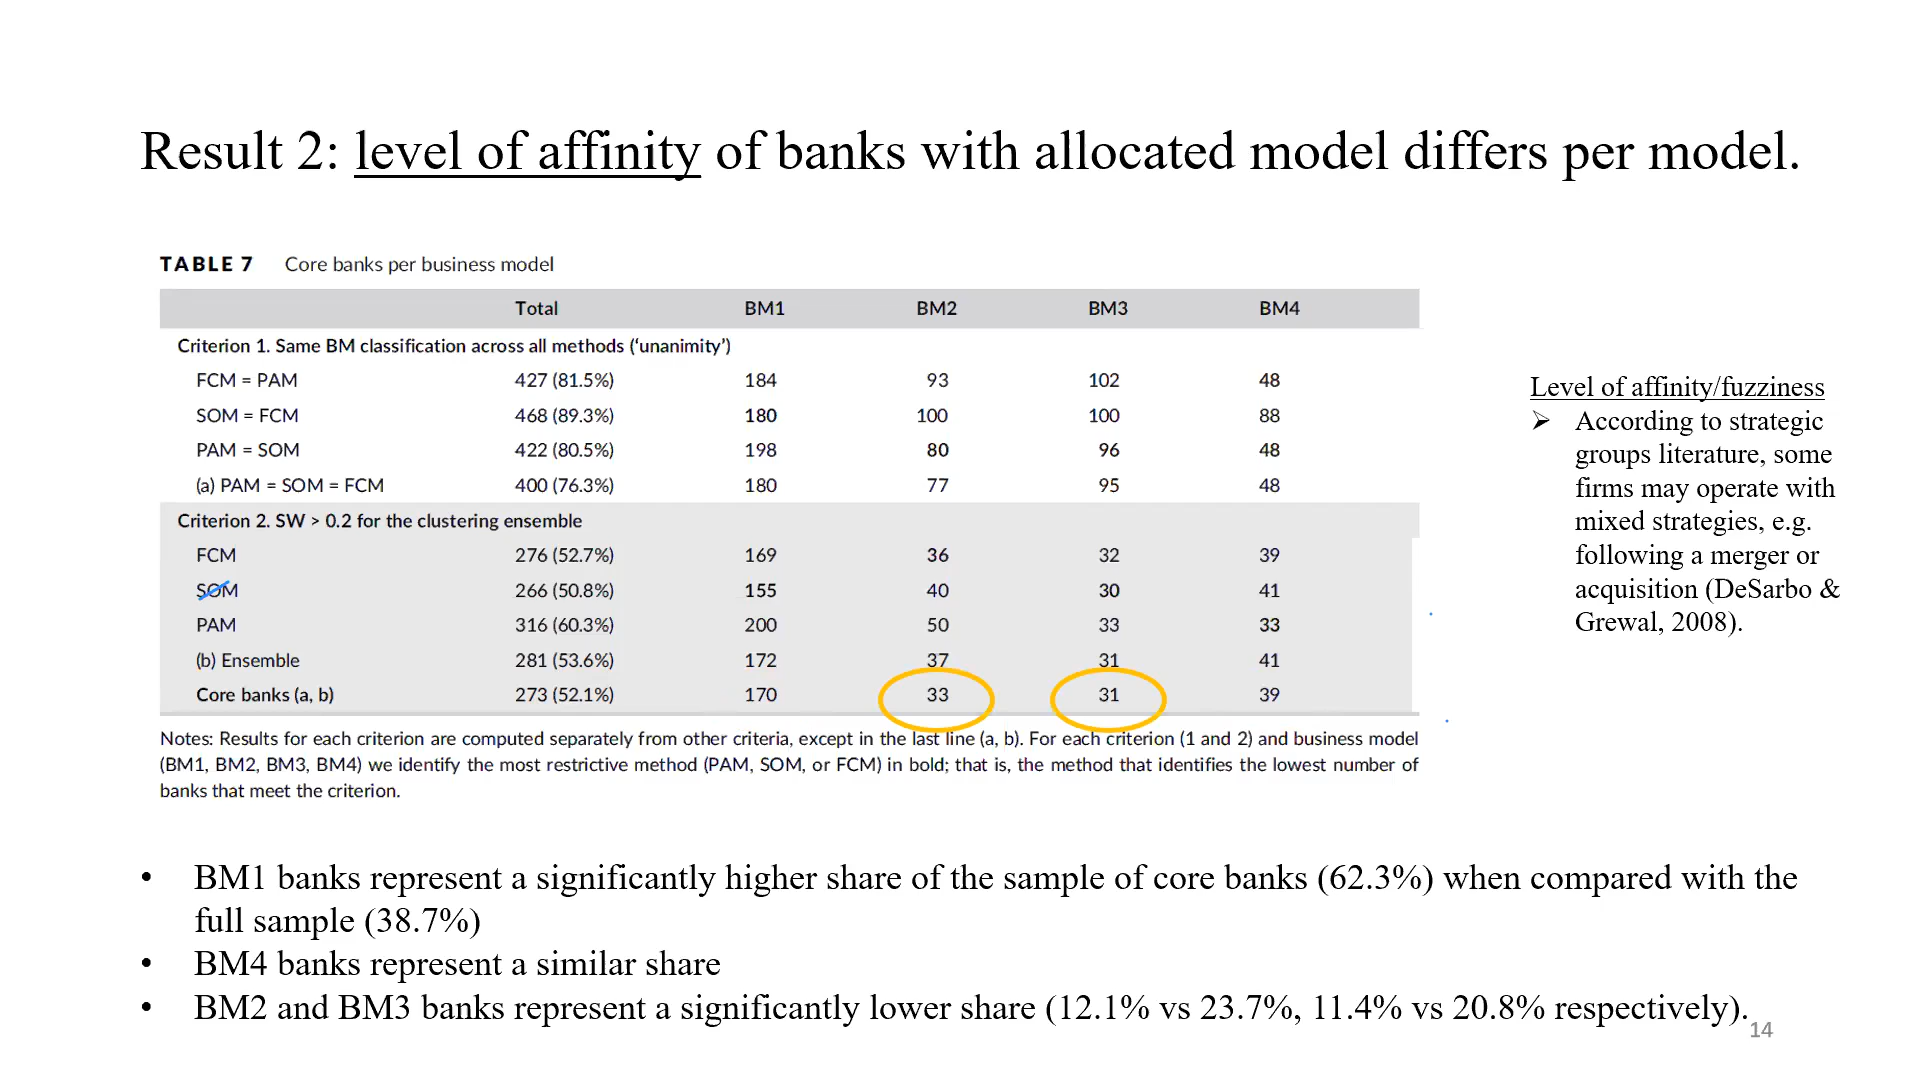 Result 2: level of affinity of banks with allocated model differs per model.
TABLE 7 Core banks per business model
Total BM1 BM2 BM3 BM4
Criterion 1. Same BM classification across all methods (‘unanimity’)
FCM = PAM 427 (81.5%) 184 93 102 48
SOM = FCM 468 (89.3%) 180 100 100 88
PAM = SOM 422 (80.5%) 198 80 96 48
(a) PAM = SOM = FCM 400 (76.3%) 180 77 95 48
Criterion 2. SW > 0.2 for the clustering ensemble
FCM 276 (52.7%) 169 36 32 39
SOM 266 (50.8%) 155 40 30 41
PAM 316 (60.3%) 200 50 33 33
(b) Ensemble 281 (53.6%) 172 37 31 41
Core banks (a, b) 273 (52.1%) 170 33 31 39
Notes: Results for each criterion are computed separately from other criteria, except in the last line (a, b). For each criterion (1 and 2) and business model
(BM1, BM2, BM3, BM4) we identify the most restrictive method (PAM, SOM, or FCM) in bold; that is, the method that identifies the lowest number of
banks that meet the criterion.
Level of affinity/fuzziness
➢ According to strategic
groups literature, some
firms may operate with
mixed strategies, e.g.
following a merger or
acquisition (DeSarbo &
Grewal, 2008).
• BM1 banks represent a significantly higher share of the sample of core banks (62.3%) when compared with the
full sample (38.7%)
• BM4 banks represent a similar share
• BM2 and BM3 banks represent a significantly lower share (12.1% vs 23.7%, 11.4% vs 20.8% respectively).
14